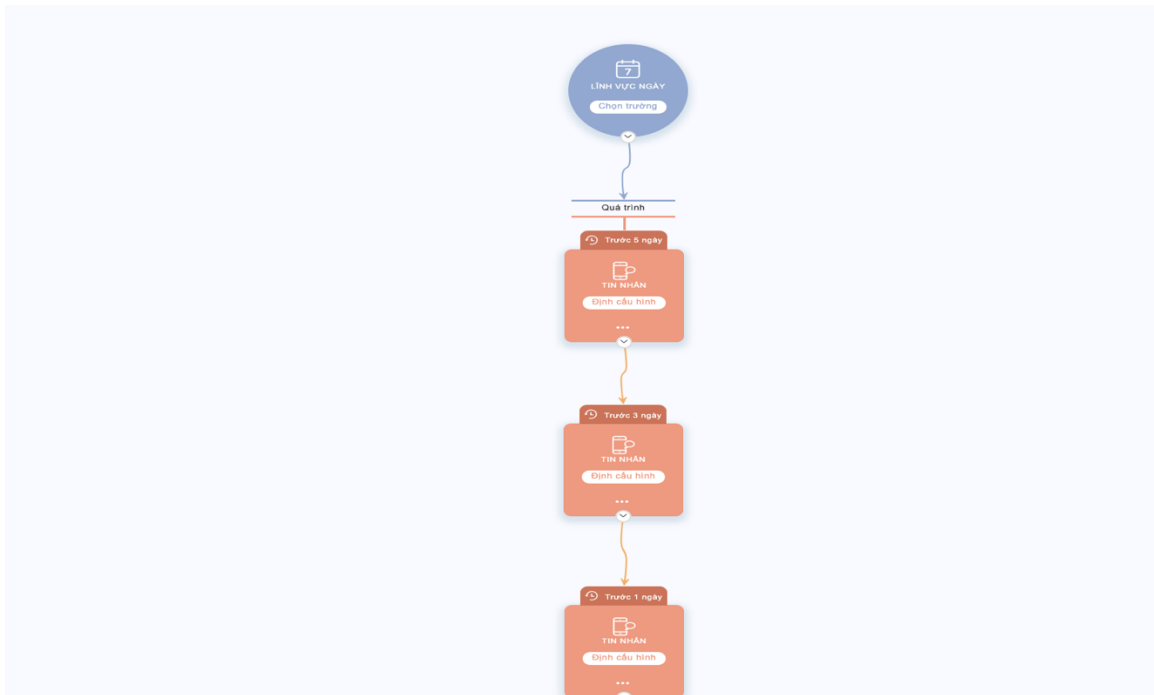 7
LĨNH VỰC NGÀY
Chọn trường
Quá trình
Trước 5 ngày
TIN NHẮN
Định cấu hình
Trước 3 ngày
TIN NHẮN
Định cấu hình
Trước 1 ngày
TIN NHẮN
Định cấu hình